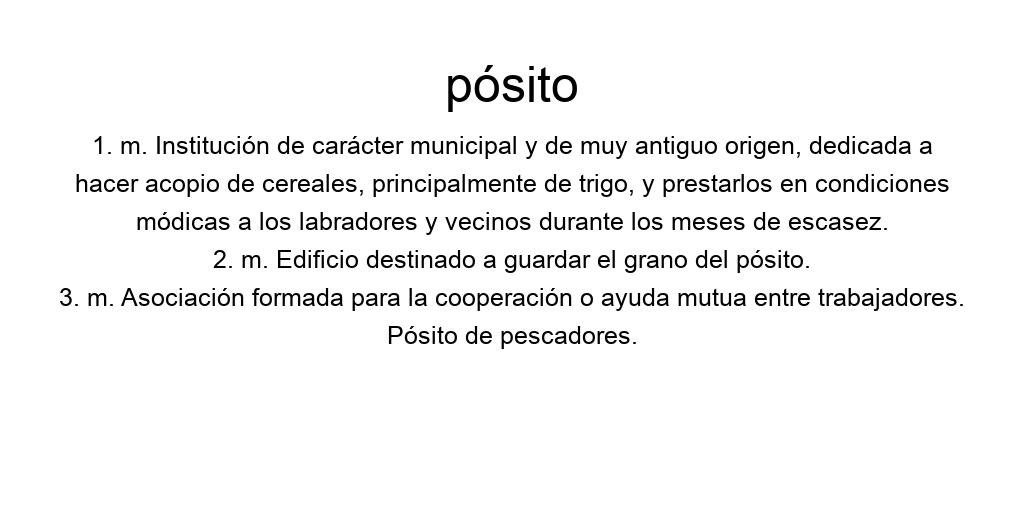 pósito
1. m. Institución de carácter municipal y de muy antiguo origen, dedicada a
hacer acopio de cereales, principalmente de trigo, y prestarlos en condiciones
módicas a los labradores y vecinos durante los meses de escasez.
2. m. Edificio destinado a guardar el grano del pósito.
3. m. Asociación formada para la cooperación o ayuda mutua entre trabajadores.
Pósito de pescadores.